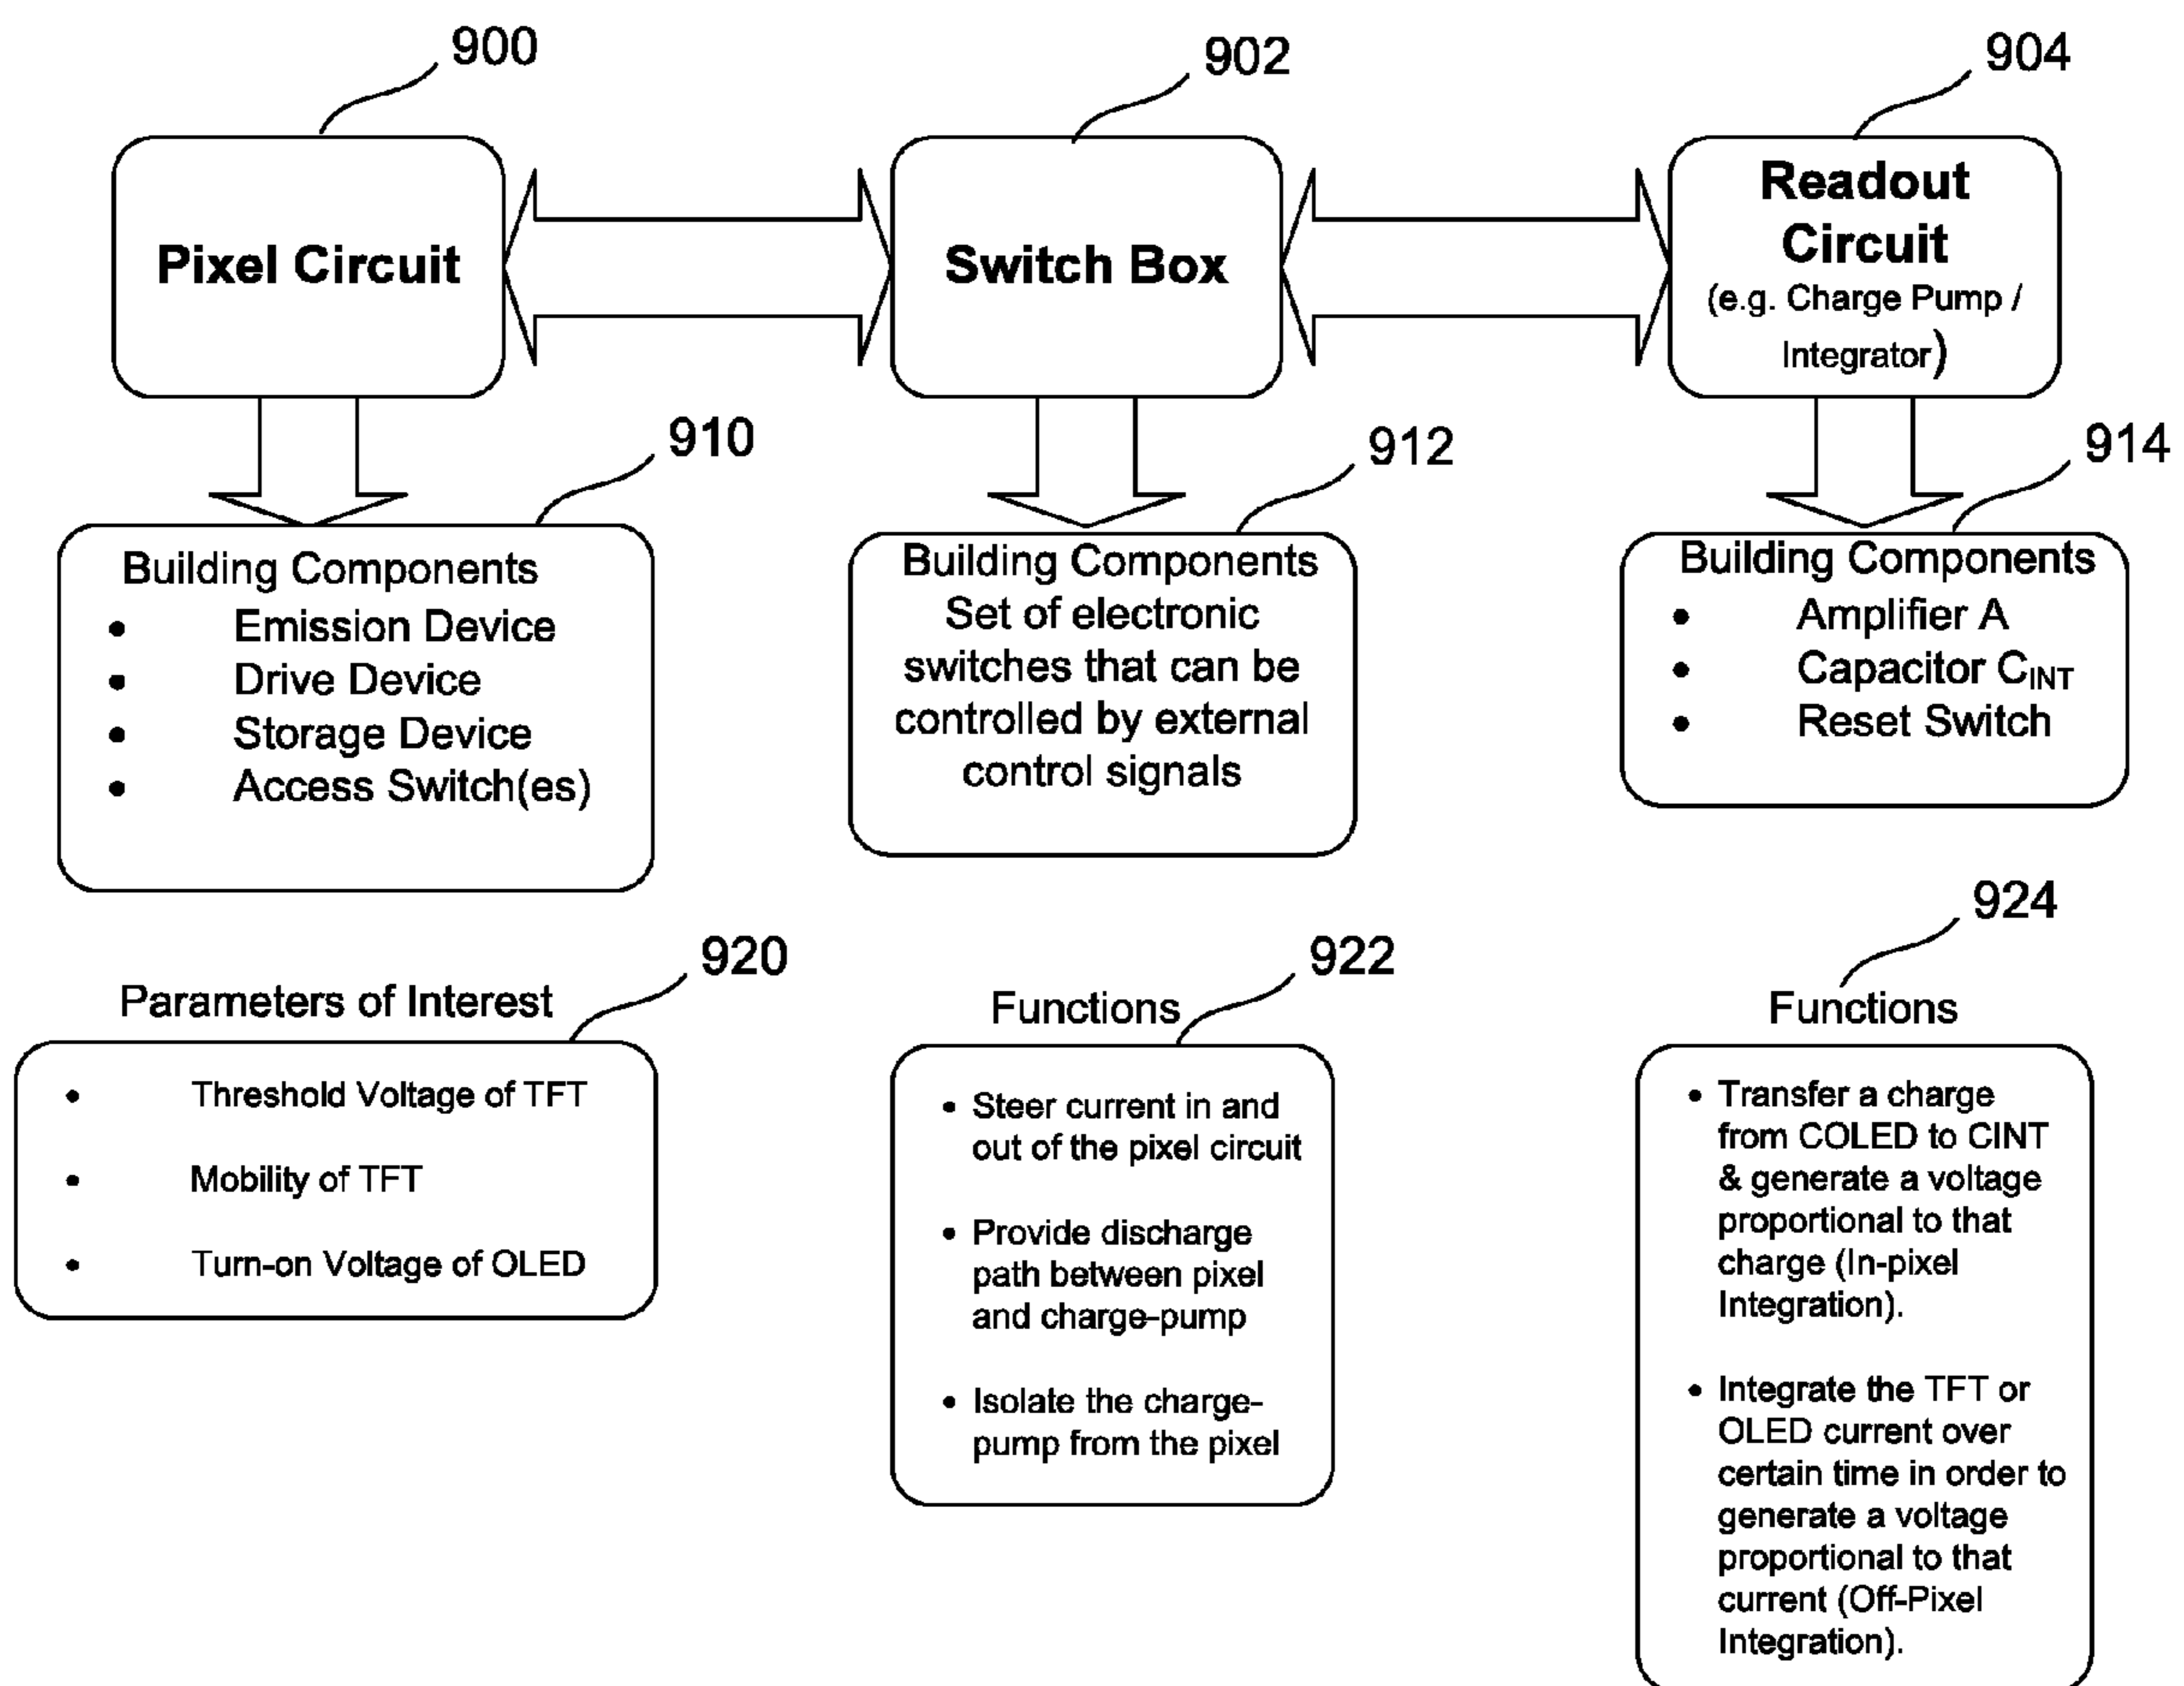 900
902
904
Pixel Circuit
Switch Box
Readout
Circuit
(e.g. Charge Pump /
Integrator)
910
912
914
Building Components
• Emission Device
• Drive Device
• Storage Device
• Access Switch(es)
Building Components
Set of electronic
switches that can be
controlled by external
control signals
Building Components
• Amplifier A
• Capacitor CINT
• Reset Switch
920
922
924
Parameters of Interest
• Threshold Voltage of TFT
• Mobility of TFT
• Turn-on Voltage of OLED
Functions
• Steer current in and
out of the pixel circuit
• Provide discharge
path between pixel
and charge-pump
• Isolate the charge-
pump from the pixel
Functions
• Transfer a charge
from COLED to CINT
& generate a voltage
proportional to that
charge (In-pixel
Integration).
• Integrate the TFT or
OLED current over
certain time in order to
generate a voltage
proportional to that
current (Off-Pixel
Integration).